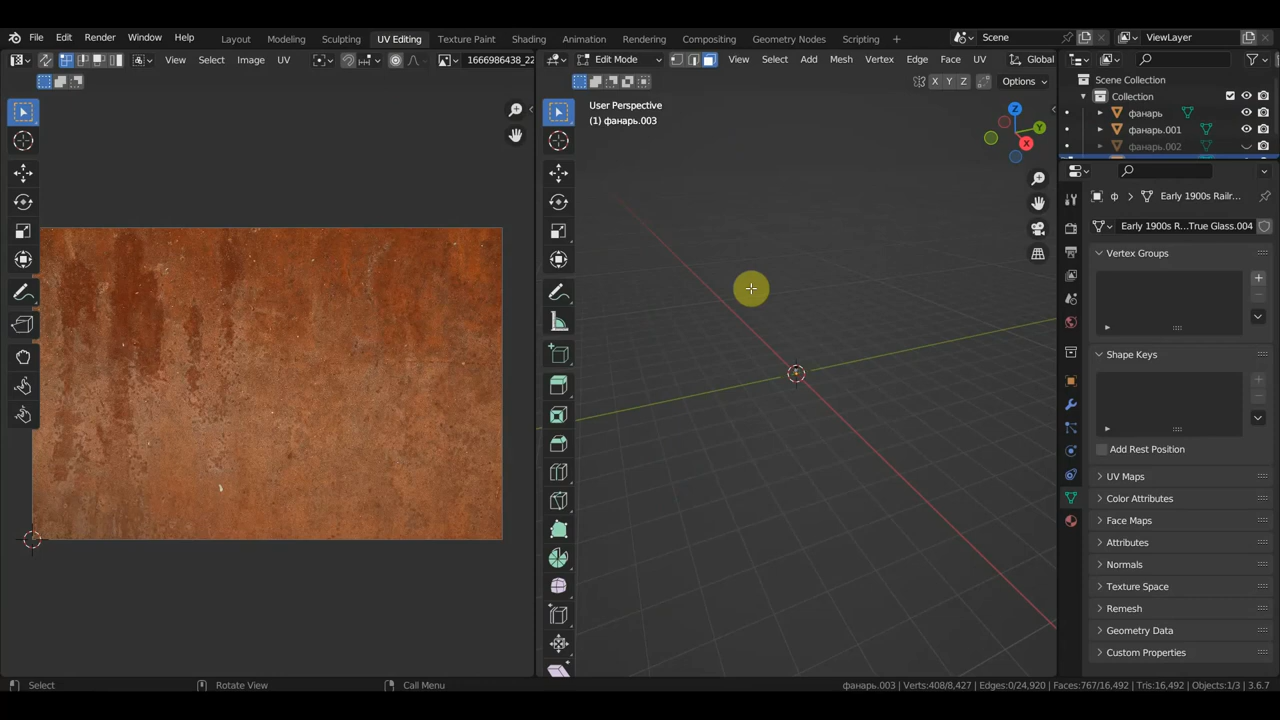 File Edit Render Window Help
Layout Modeling Sculpting UV Editing Texture Paint Shading Animation Rendering Compositing Geometry Nodes Scripting +
Scene
ViewLayer
View Select Image UV
1666986438_22
Edit Mode
View Select Add Mesh Vertex Edge Face UV
Global
X Y Z
Options
User Perspective
(1) фанарь.003
Z
Y
X
Scene Collection
Collection
фанарь
фанарь.001
фанарь.002
ф
Early 1900s Railr...
Early 1900s R...True Glass.004
Vertex Groups
Shape Keys
Add Rest Position
UV Maps
Color Attributes
Face Maps
Attributes
Normals
Texture Space
Remesh
Geometry Data
Custom Properties
Select
Rotate View
Call Menu
фанарь.003 | Verts:408/8,427 | Edges:0/24,920 | Faces:767/16,492 | Tris:16,492 | Objects:1/3 | 3.6.7